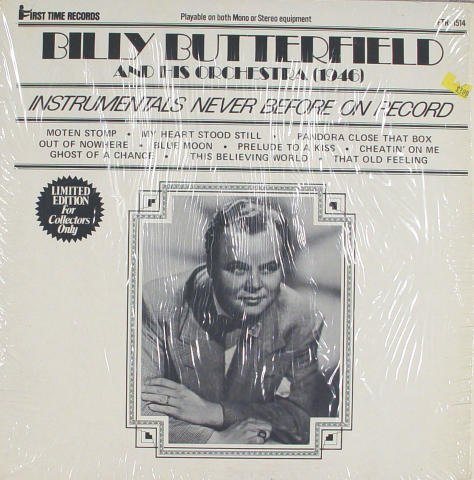 FIRST TIME RECORDS
Playable on both Mono or Stereo equipment
FTR-1514
BILLY BUTTERFIELD
AND HIS ORCHESTRA (1946)
INSTRUMENTALS NEVER BEFORE ON RECORD
MOTEN STOMP • MY HEART STOOD STILL • PANDORA CLOSE THAT BOX
OUT OF NOWHERE • BLUE MOON • PRELUDE TO A KISS • CHEATIN' ON ME
GHOST OF A CHANCE • THIS BELIEVING WORLD • THAT OLD FEELING
LIMITED
EDITION
For
Collectors
Only